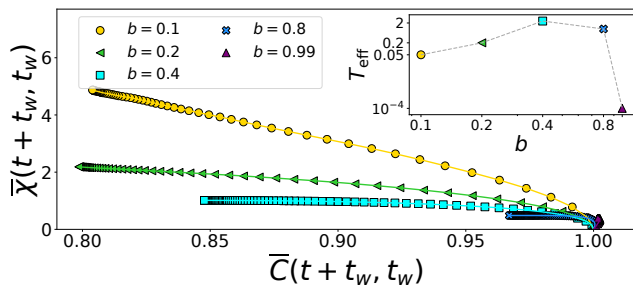 b = 0.1
b = 0.2
b = 0.4
b = 0.8
b = 0.99
χ̅(t + t_w, t_w)
6
4
2
0
0.80
0.85
0.90
0.95
1.00
C̅(t + t_w, t_w)
T̅_eff
2
0.2
0.05
10⁻⁴
0.1
0.2
0.4
0.8
b